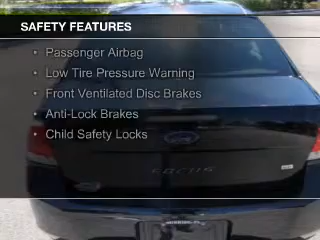 SAFETY FEATURES
• Passenger Airbag
• Low Tire Pressure Warning
• Front Ventilated Disc Brakes
• Anti-Lock Brakes
• Child Safety Locks
Ford
FOCUS